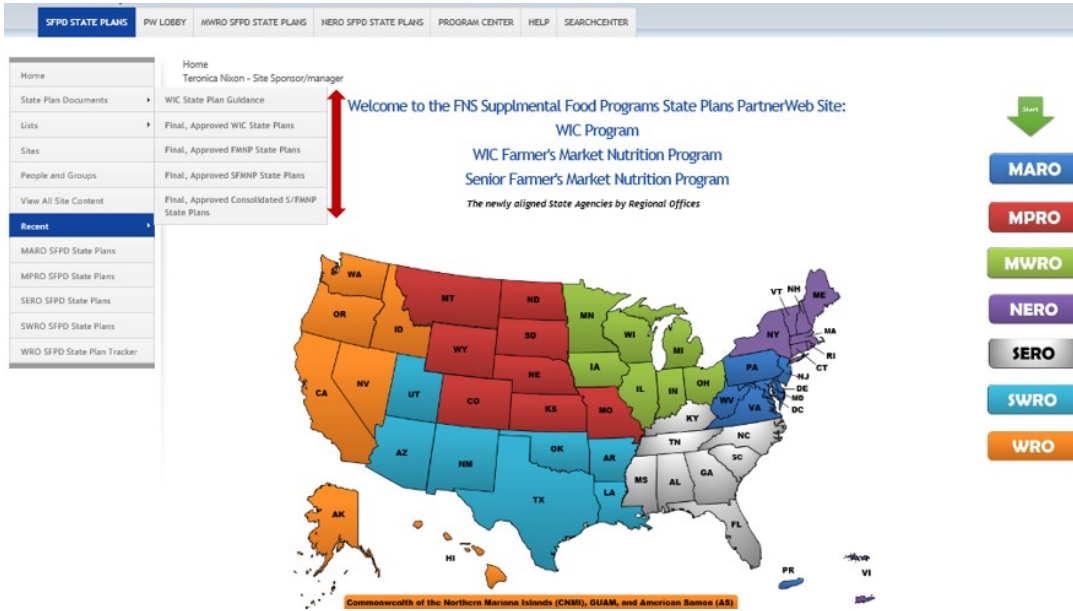 SFPD STATE PLANS PW LOBBY MWRO SFPD STATE PLANS NERO SFPD STATE PLANS PROGRAM CENTER HELP SEARCHCENTER
Home
Teronica Nixon - Site Sponsor/manager
Home
State Plan Documents
Lists
Sites
People and Groups
View All Site Content
Recent
MARO SFPD State Plans
MPRO SFPD State Plans
SERO SFPD State Plans
SWRO SFPD State Plans
WRO SFPD State Plan Tracker
WIC State Plan Guidance
Final, Approved WIC State Plans
Final, Approved FMNP State Plans
Final, Approved SFMNP State Plans
Final, Approved Consolidated S/FMNP
State Plans
Welcome to the FNS Supplmental Food Programs State Plans PartnerWeb Site:
WIC Program
WIC Farmer's Market Nutrition Program
Senior Farmer's Market Nutrition Program
The newly aligned State Agencies by Regional Offices
Start
MARO
MPRO
MWRO
NERO
SERO
SWRO
WRO
WA
OR
ID
MT
ND
MN
WI
MI
VT
NH
ME
NY
MA
RI
CT
WY
SD
IA
NE
IL
IN
OH
PA
NJ
DE
MD
DC
WV
VA
CA
NV
UT
CO
KS
MO
KY
TN
NC
SC
AZ
NM
OK
AR
TX
LA
MS
AL
GA
FL
AK
HI
PR
VI
Commonwealth of the Northern Mariana Islands (CNMI), GUAM, and American Samoa (AS)